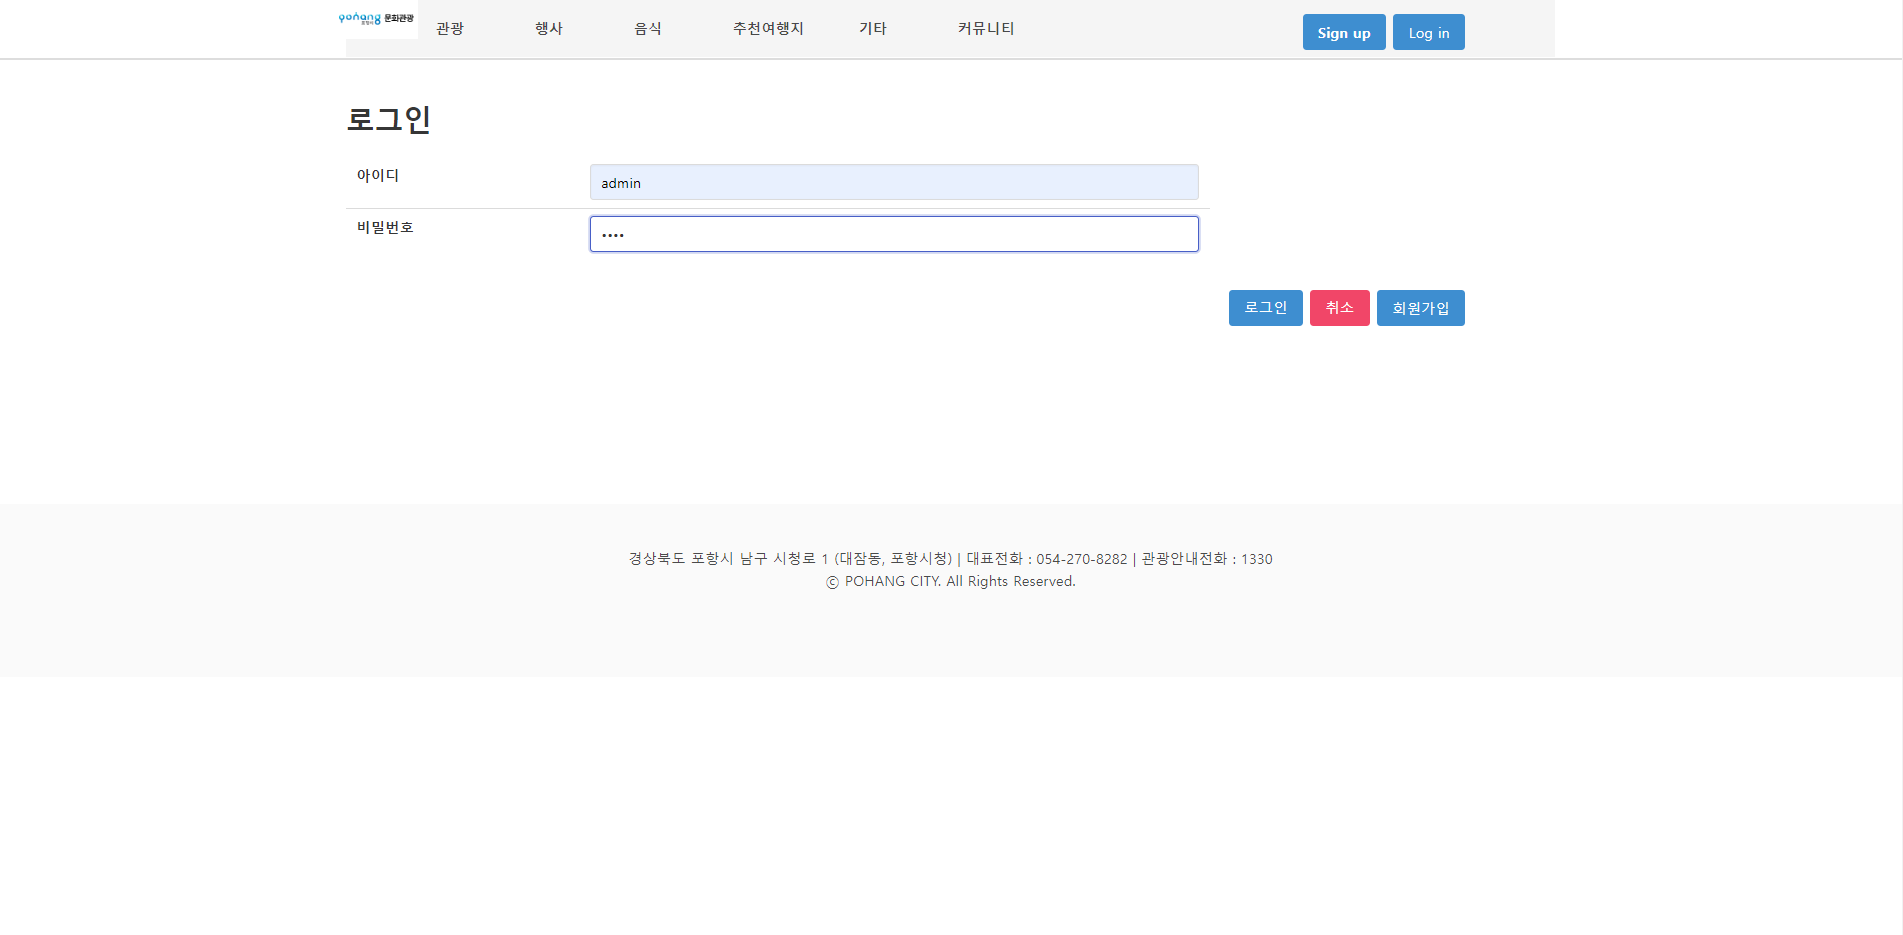 pohang 포항시 문화관광
관광 행사 음식 추천여행지 기타 커뮤니티 Sign up Log in
로그인
아이디 admin
비밀번호 ••••
로그인 취소 회원가입
경상북도 포항시 남구 시청로 1 (대잠동, 포항시청) | 대표전화 : 054-270-8282 | 관광안내전화 : 1330
ⓒ POHANG CITY. All Rights Reserved.